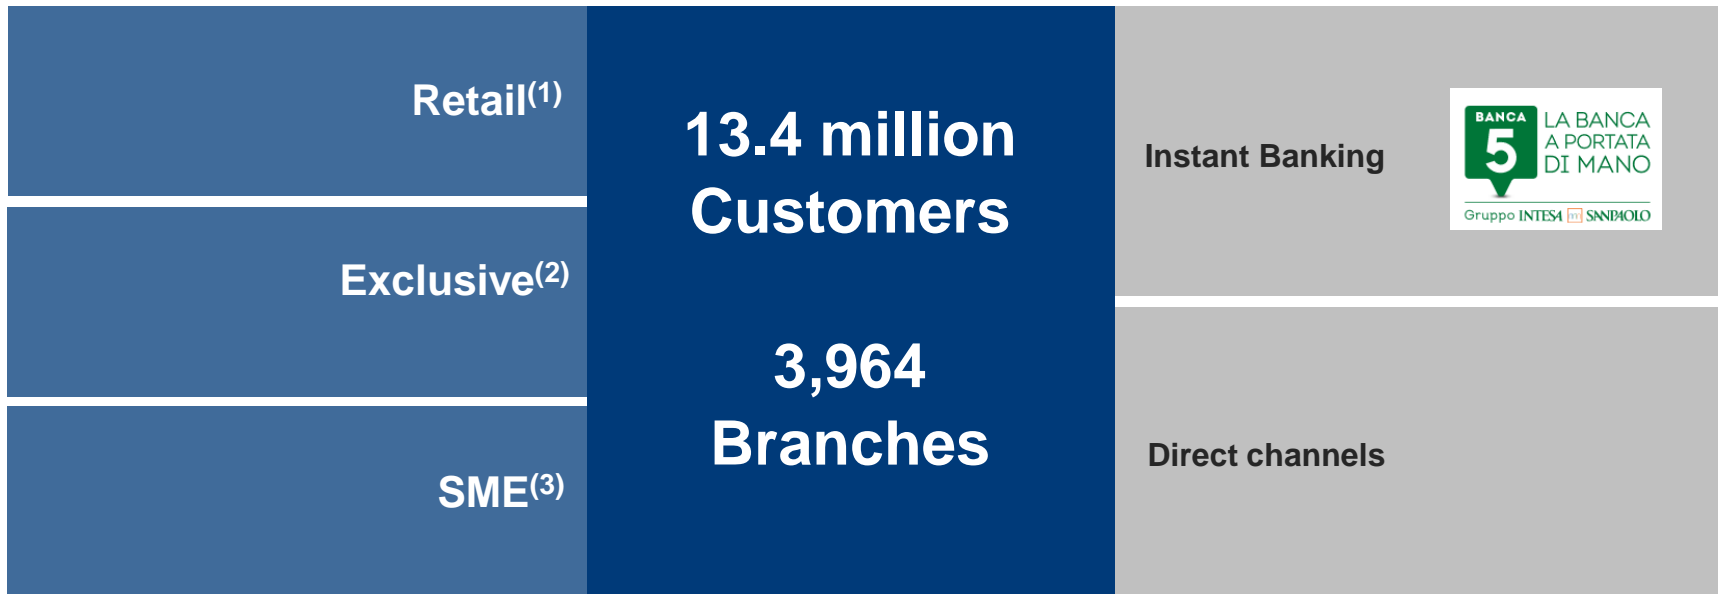 Retail(1)
Exclusive(2)
SME(3)
13.4 million
Customers
3,964
Branches
Instant Banking
BANCA
5
LA BANCA
A PORTATA
DI MANO
Gruppo INTESA SANPAOLO
Direct channels